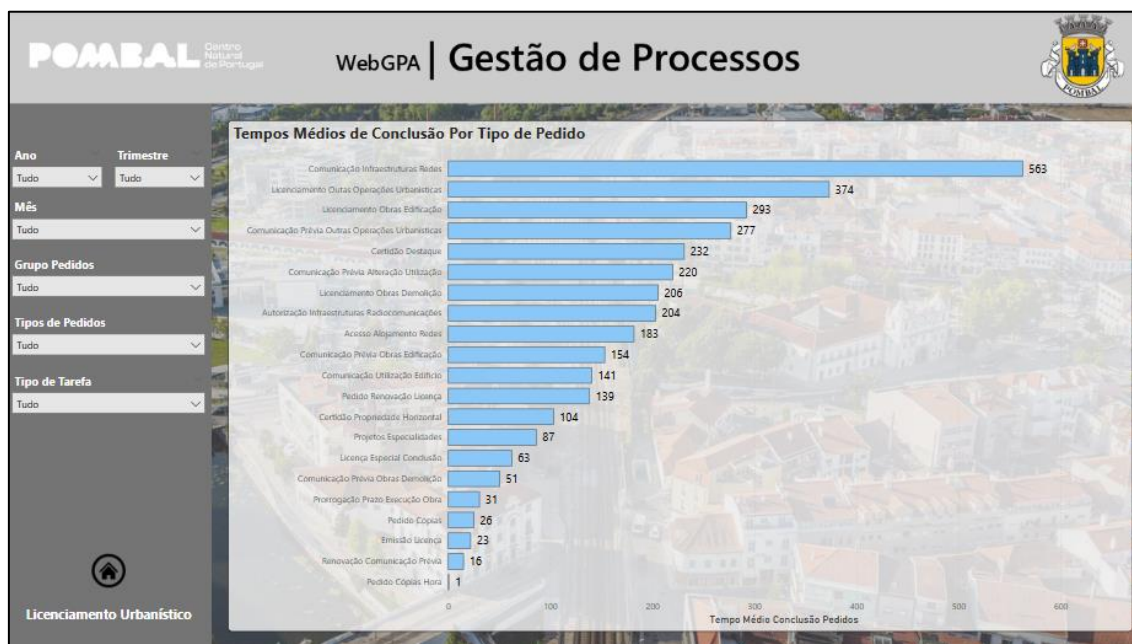 POMBAL Centro Natural de Portugal
WebGPA | Gestão de Processos
POMBAL
Ano Trimestre
Tudo Tudo
Mês
Tudo
Grupo Pedidos
Tudo
Tipos de Pedidos
Tudo
Tipo de Tarefa
Tudo
Licenciamento Urbanístico
Tempos Médios de Conclusão Por Tipo de Pedido
Comunicação Infraestruturas Redes 563
Licenciamento Outas Operações Urbanísticas 374
Licenciamento Obras Edificação 293
Comunicação Prévia Outras Operações Urbanísticas 277
Certidão Destaque 232
Comunicação Prévia Alteração Utilização 220
Licenciamento Obras Demolição 206
Autorização Infraestruturas Radiocomunicações 204
Acesso Alojamento Redes 183
Comunicação Prévia Obras Edificação 154
Comunicação Utilização Edifício 141
Pedido Renovação Licença 139
Certidão Propriedade Horizontal 104
Projetos Especialidades 87
Licença Especial Conclusão 63
Comunicação Prévia Obras Demolição 51
Prorrogação Prazo Execução Obra 31
Pedido Cópias 26
Emissão Licença 23
Renovação Comunicação Prévia 16
Pedido Cópias Hora 1
0 100 200 300 400 500 600
Tempo Médio Conclusão Pedidos